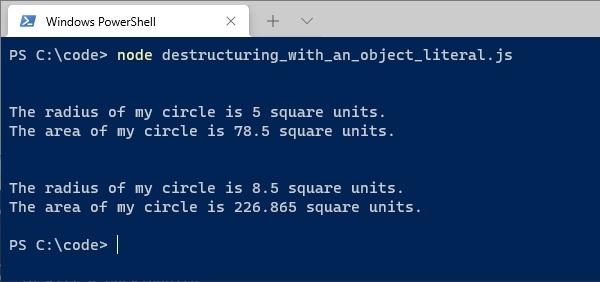 Windows PowerShell
PS C:\code> node destructuring_with_an_object_literal.js
The radius of my circle is 5 square units.
The area of my circle is 78.5 square units.
The radius of my circle is 8.5 square units.
The area of my circle is 226.865 square units.
PS C:\code>